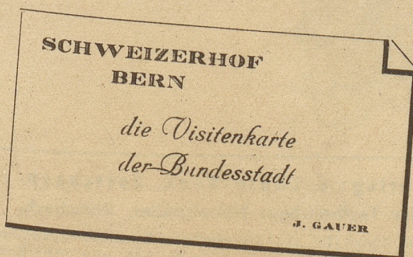 SCHWEIZERHOF
BERN
die Visitenkarte
der Bundesstadt
J. GAUER